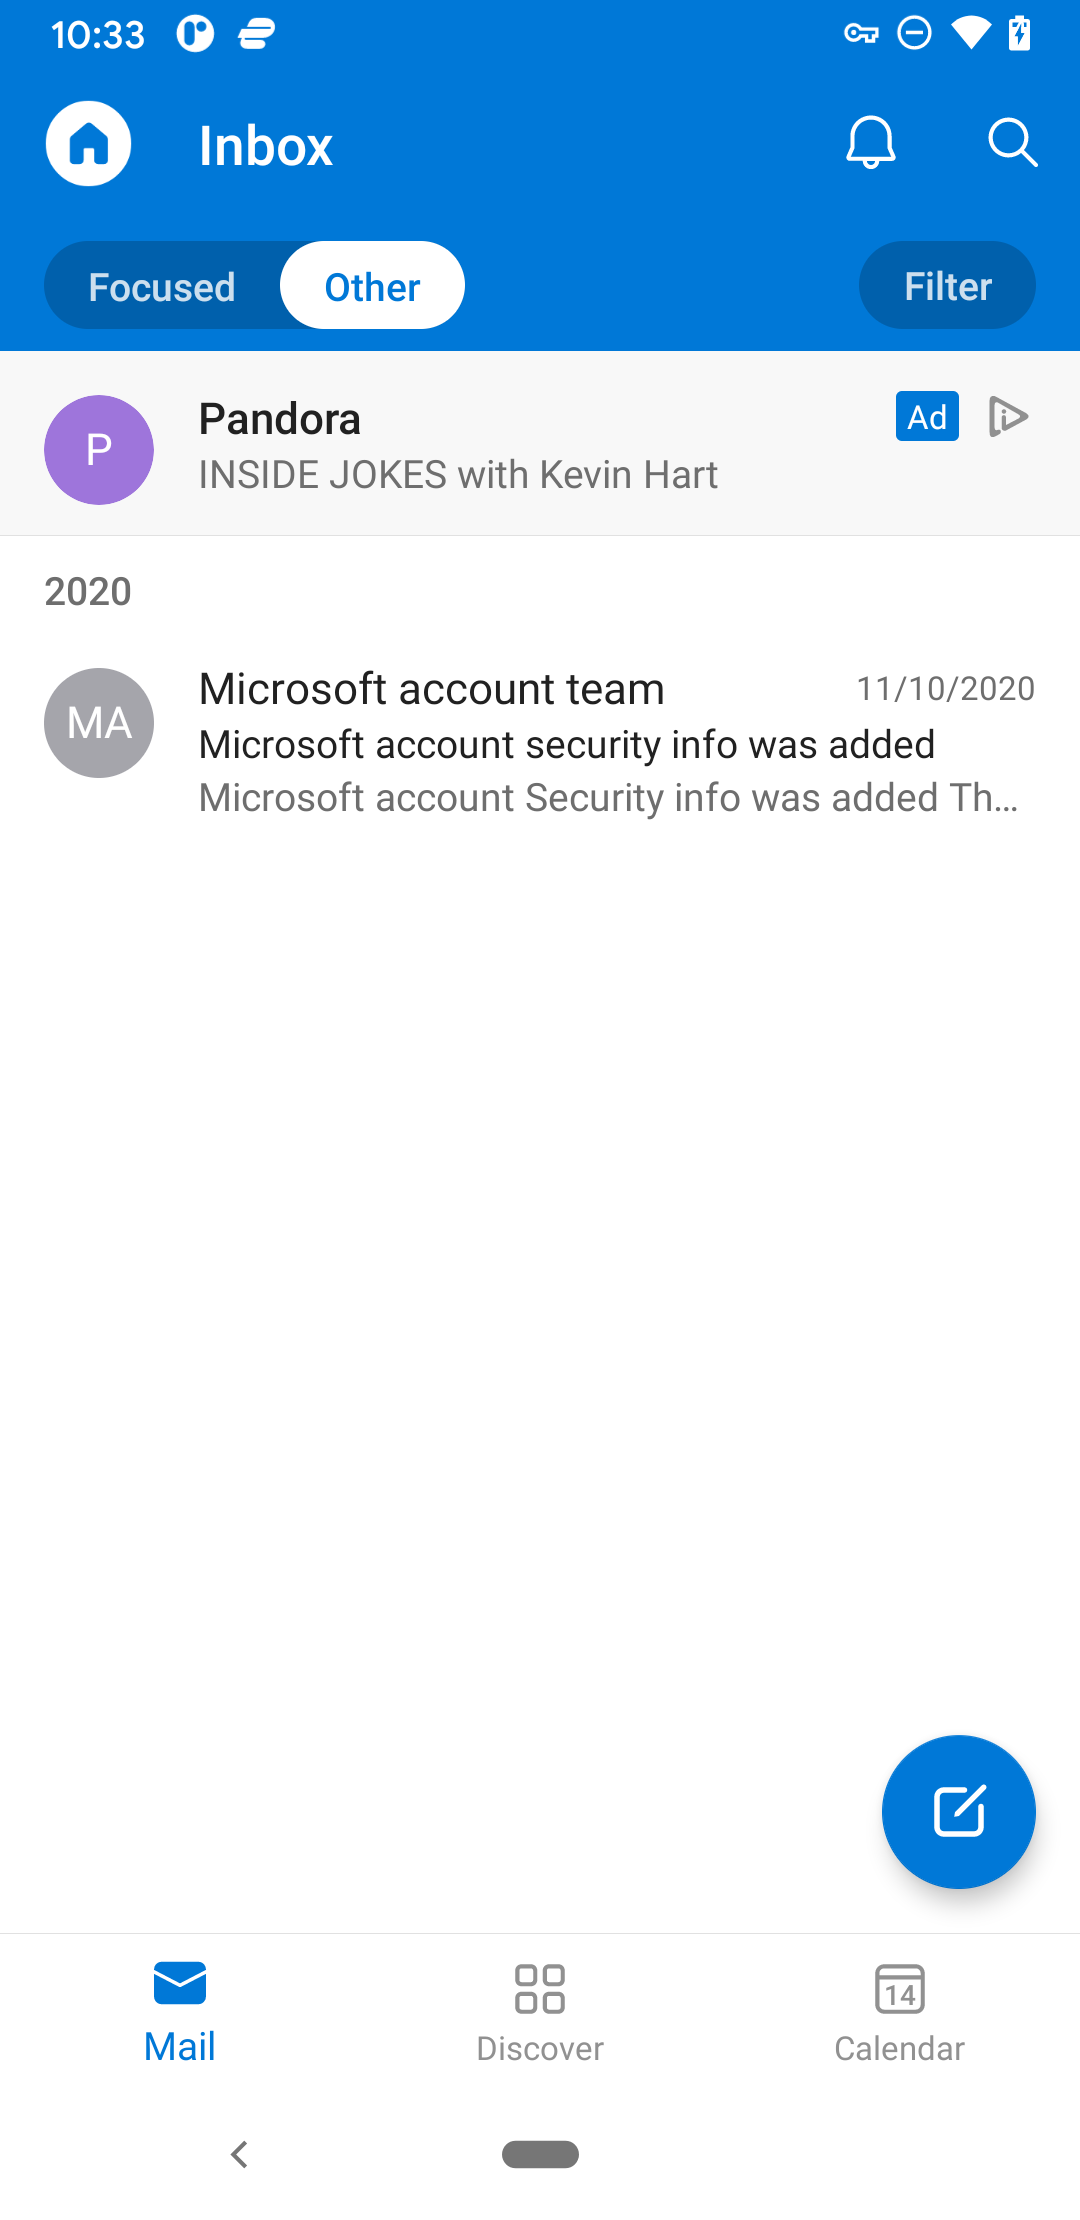 10:33
Inbox
Focused Other Filter
Pandora Ad
INSIDE JOKES with Kevin Hart
P
2020
Microsoft account team 11/10/2020
MA
Microsoft account security info was added
Microsoft account Security info was added Th...
14
Mail Discover Calendar